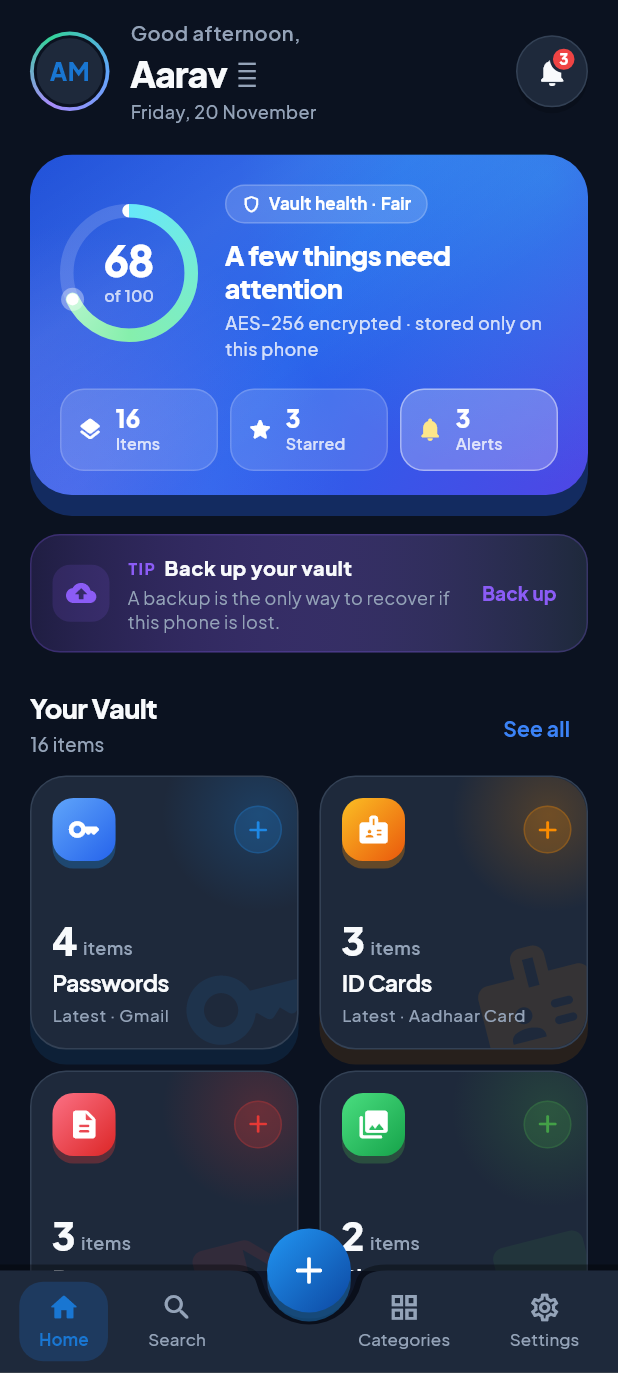 Good afternoon,
AM
Aarav
Friday, 20 November
3
Vault health · Fair
68
of 100
A few things need
attention
AES-256 encrypted · stored only on
this phone
16
Items
3
Starred
3
Alerts
TIP Back up your vault
A backup is the only way to recover if
this phone is lost.
Back up
Your Vault
16 items
See all
4 items
Passwords
Latest · Gmail
3 items
ID Cards
Latest · Aadhaar Card
3 items
2 items
Home
Search
Categories
Settings